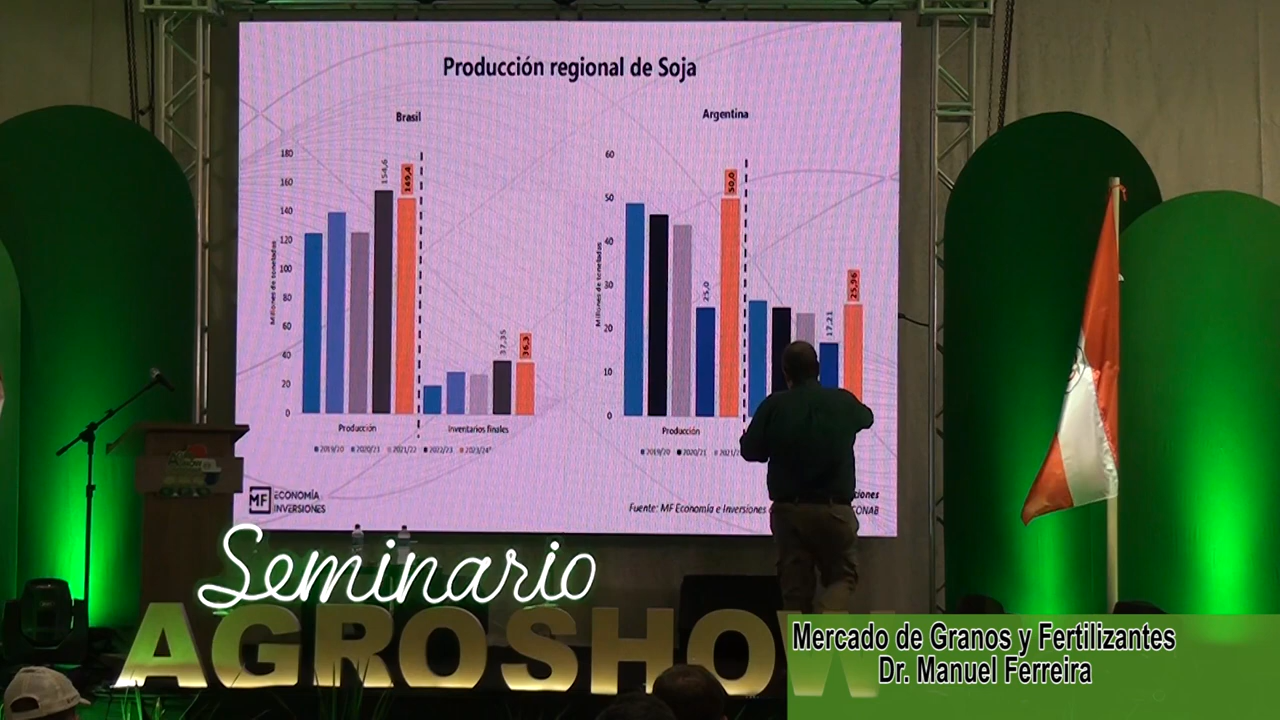 Producción regional de Soja
Brasil
Argentina
Millones de toneladas
180
160
140
120
100
80
60
40
20
0
154,6
149,4
37,35
36,3
Producción
Inventarios finales
2019/20 2020/21 2021/22 2022/23 2023/24*
Millones de toneladas
60
50
40
30
20
10
0
25,0
50,0
17,21
25,96
Producción
2019/20 2020/21
MF ECONOMÍA
INVERSIONES
Fuente: MF Economía e Inversiones
CONAB
Seminario
AGROSHOW
Mercado de Granos y Fertilizantes
Dr. Manuel Ferreira